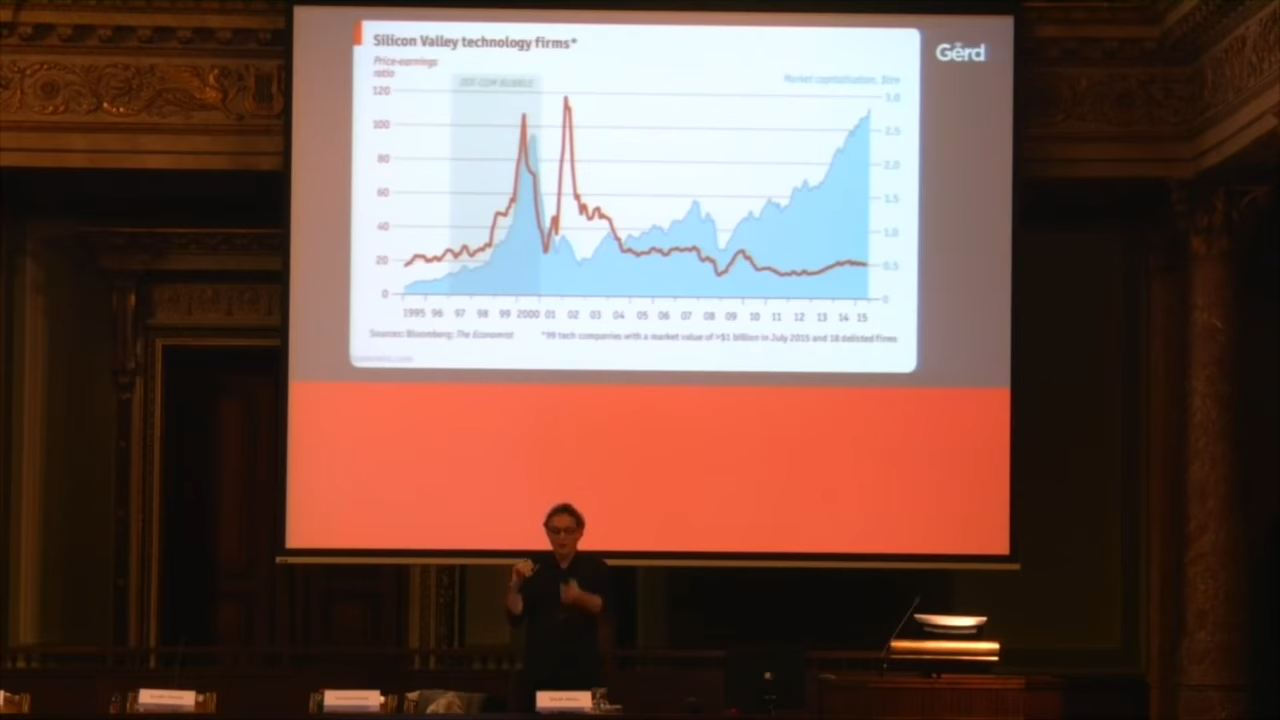 Silicon Valley technology firms*
Gerd
Price-earnings
ratio
DOT-COM BUBBLE
Market capitalisation, $trn
120
100
80
60
40
20
0
3.0
2.5
2.0
1.5
1.0
0.5
0
1995 96 97 98 99 2000 01 02 03 04 05 06 07 08 09 10 11 12 13 14 15
Sources: Bloomberg; The Economist
*99 tech companies with a market value of >$1 billion in July 2015 and 18 delisted firms